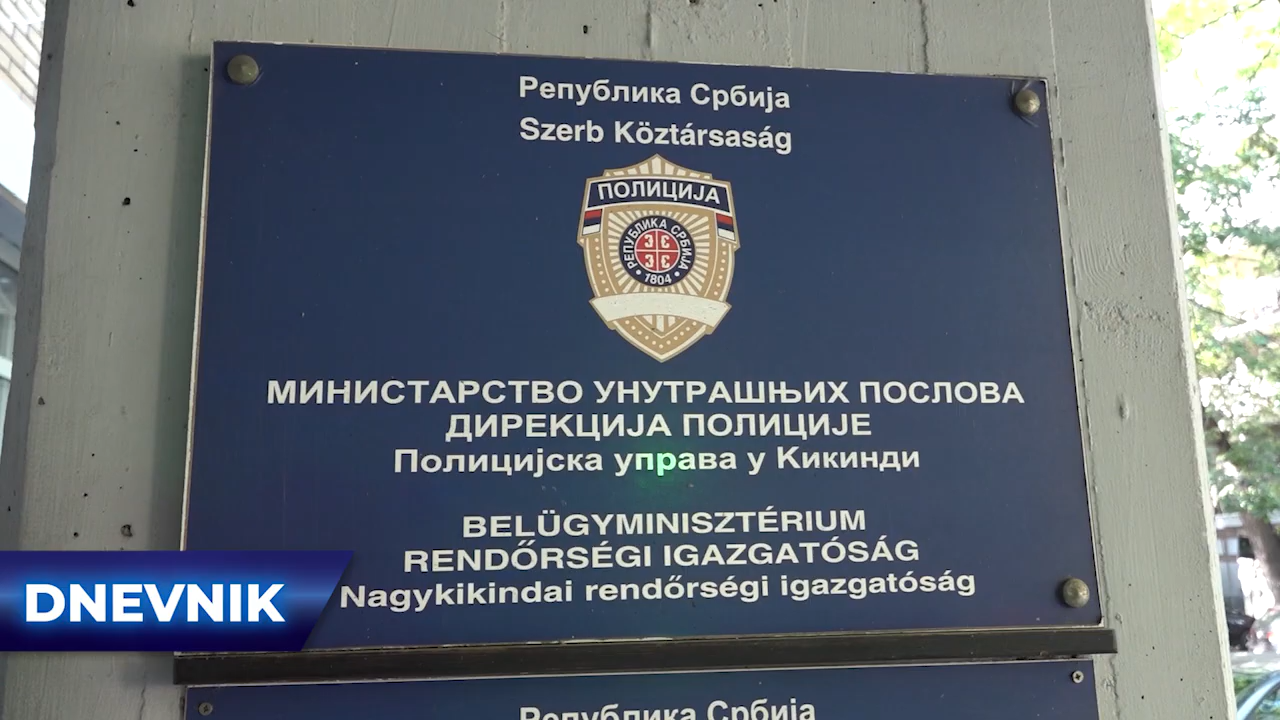 Република Србија
Szerb Köztársaság
ПОЛИЦИЈА
РЕПУБЛИКА СРБИЈА
1804
МИНИСТАРСТВО УНУТРАШЊИХ ПОСЛОВА
ДИРЕКЦИЈА ПОЛИЦИЈЕ
Полицијска управа у Кикинди
BELÜGYMINISZTÉRIUM
RENDŐRSÉGI IGAZGATÓSÁG
Nagykikindai rendőrségi igazgatóság
DNEVNIK
Република Србија